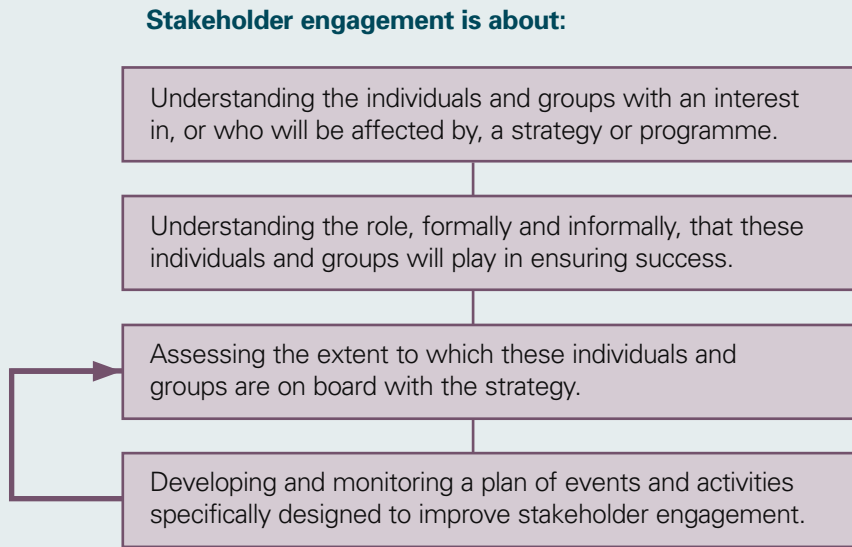 Stakeholder engagement is about:
Understanding the individuals and groups with an interest
in, or who will be affected by, a strategy or programme.
Understanding the role, formally and informally, that these
individuals and groups will play in ensuring success.
Assessing the extent to which these individuals and
groups are on board with the strategy.
Developing and monitoring a plan of events and activities
specifically designed to improve stakeholder engagement.